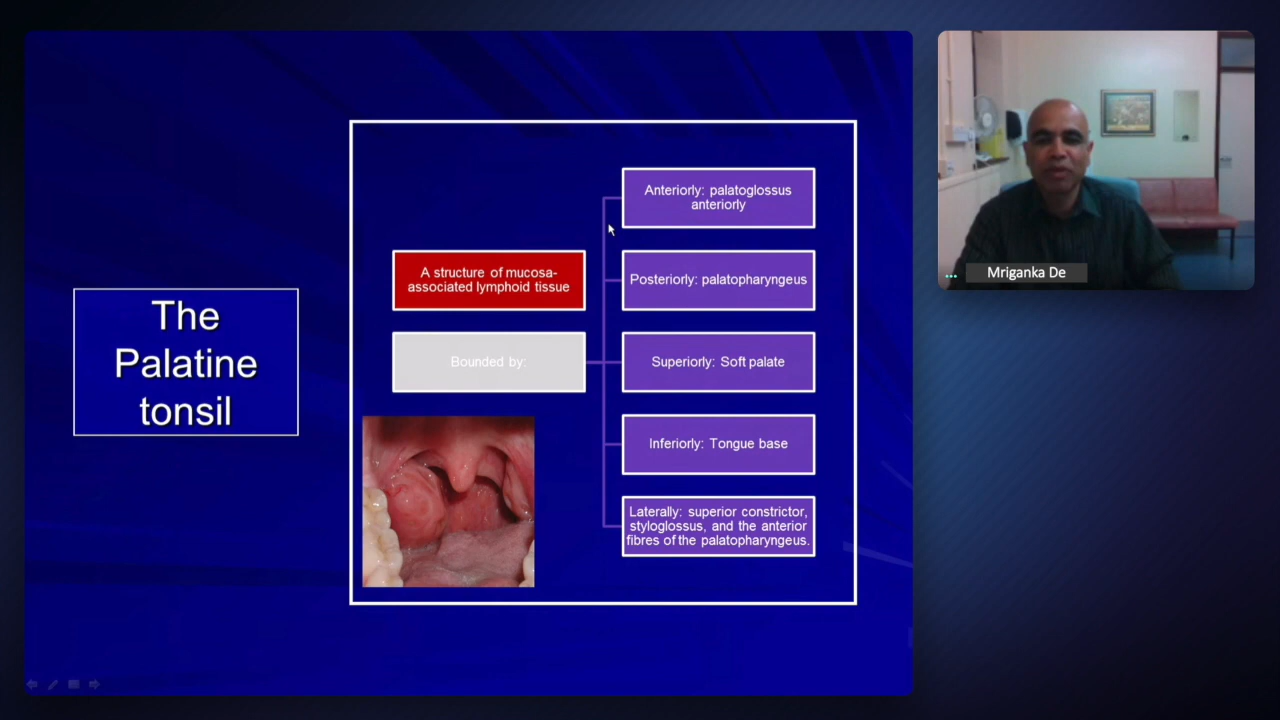 The
Palatine
tonsil
A structure of mucosa-
associated lymphoid tissue
Bounded by:
Anteriorly: palatoglossus
anteriorly
Posteriorly: palatopharyngeus
Superiorly: Soft palate
Inferiorly: Tongue base
Laterally: superior constrictor,
styloglossus, and the anterior
fibres of the palatopharyngeus.
Mriganka De